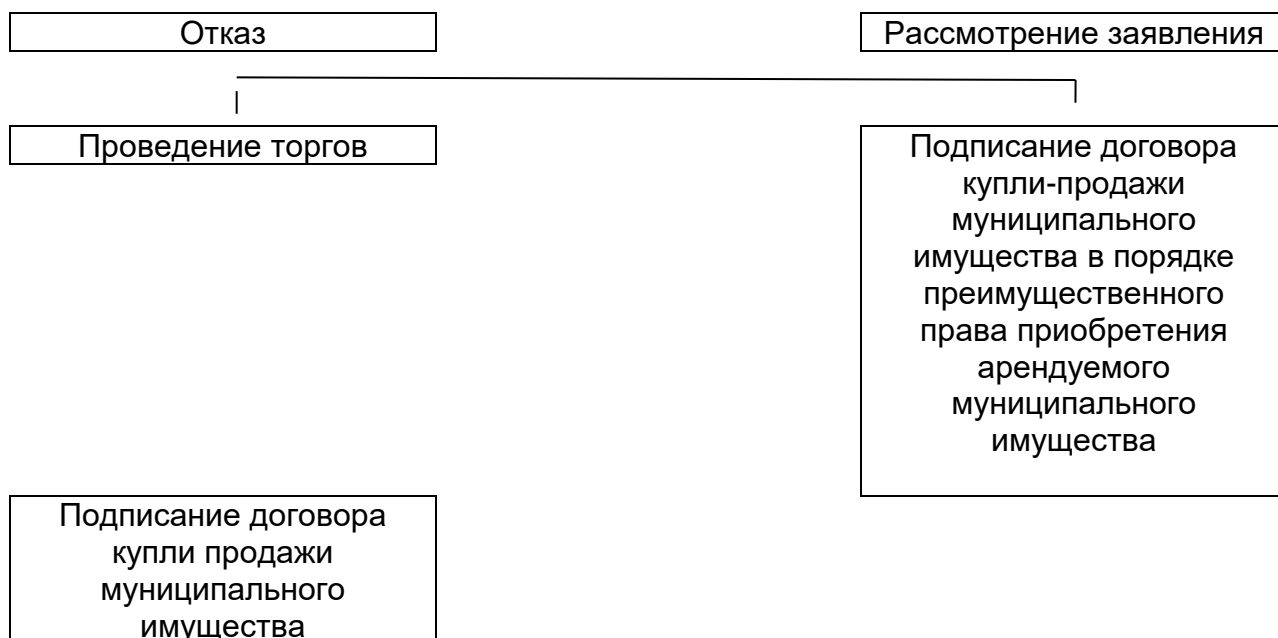 Отказ
Рассмотрение заявления
Проведение торгов
Подписание договора
купли-продажи
муниципального
имущества в порядке
преимущественного
права приобретения
арендуемого
муниципального
имущества
Подписание договора
купли продажи
муниципального
имущества